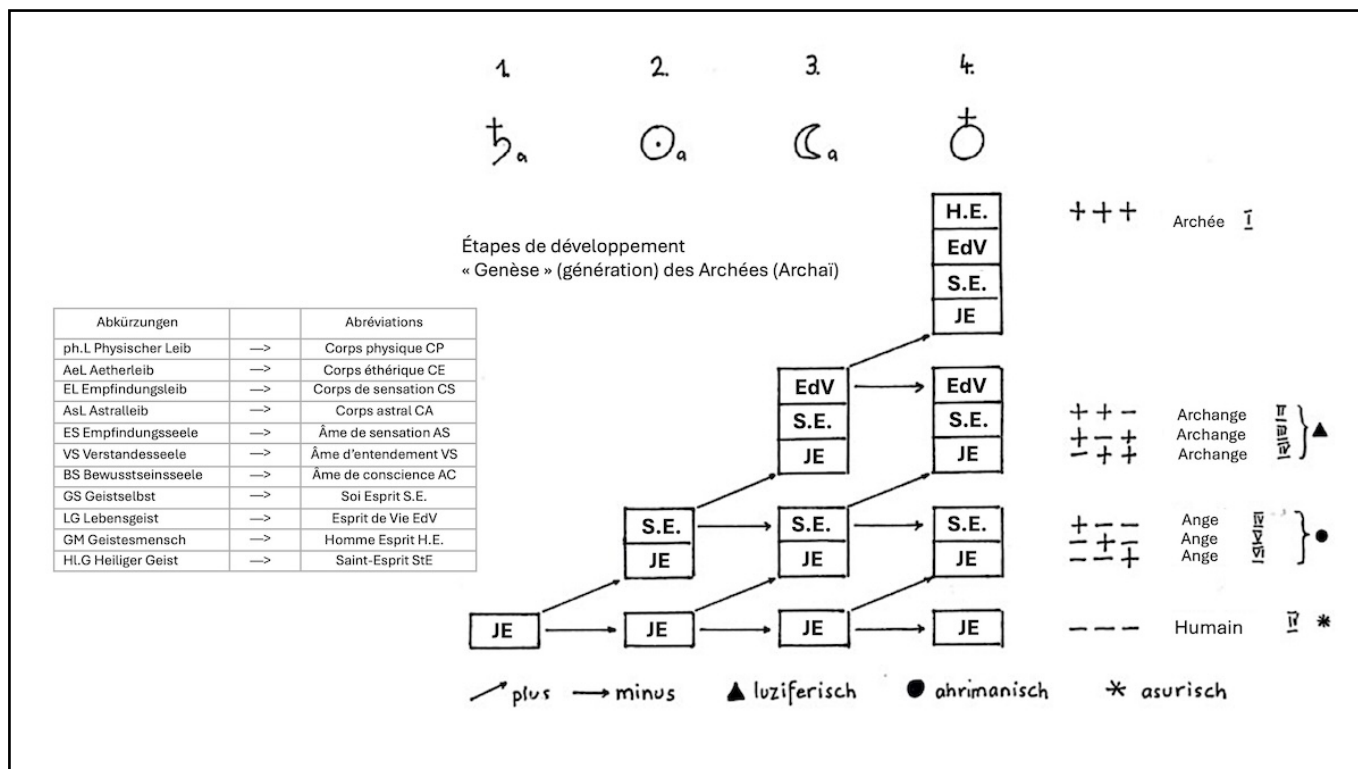 1. 2. 3. 4.
♄a ☉a ☾a ♁
Étapes de développement
« Genèse » (génération) des Archées (Archaï)
Abkürzungen Abréviations
ph.L Physischer Leib —> Corps physique CP
AeL Aetherleib —> Corps éthérique CE
EL Empfindungsleib —> Corps de sensation CS
AsL Astralleib —> Corps astral CA
ES Empfindungsseele —> Âme de sensation AS
VS Verstandesseele —> Âme d'entendement VS
BS Bewusstseinsseele —> Âme de conscience AC
GS Geistselbst —> Soi Esprit S.E.
LG Lebensgeist —> Esprit de Vie EdV
GM Geistesmensch —> Homme Esprit H.E.
Hl.G Heiliger Geist —> Saint-Esprit StE
H.E. + + + Archée I
EdV
S.E.
JE
EdV EdV + + - Archange II
S.E. S.E. + - + Archange
JE JE - + + Archange
S.E. S.E. S.E. + - - Ange
JE JE JE - + - Ange
- - + Ange
JE JE JE JE - - - Humain
plus minus ▲ luziferisch ● ahrimanisch * asurisch